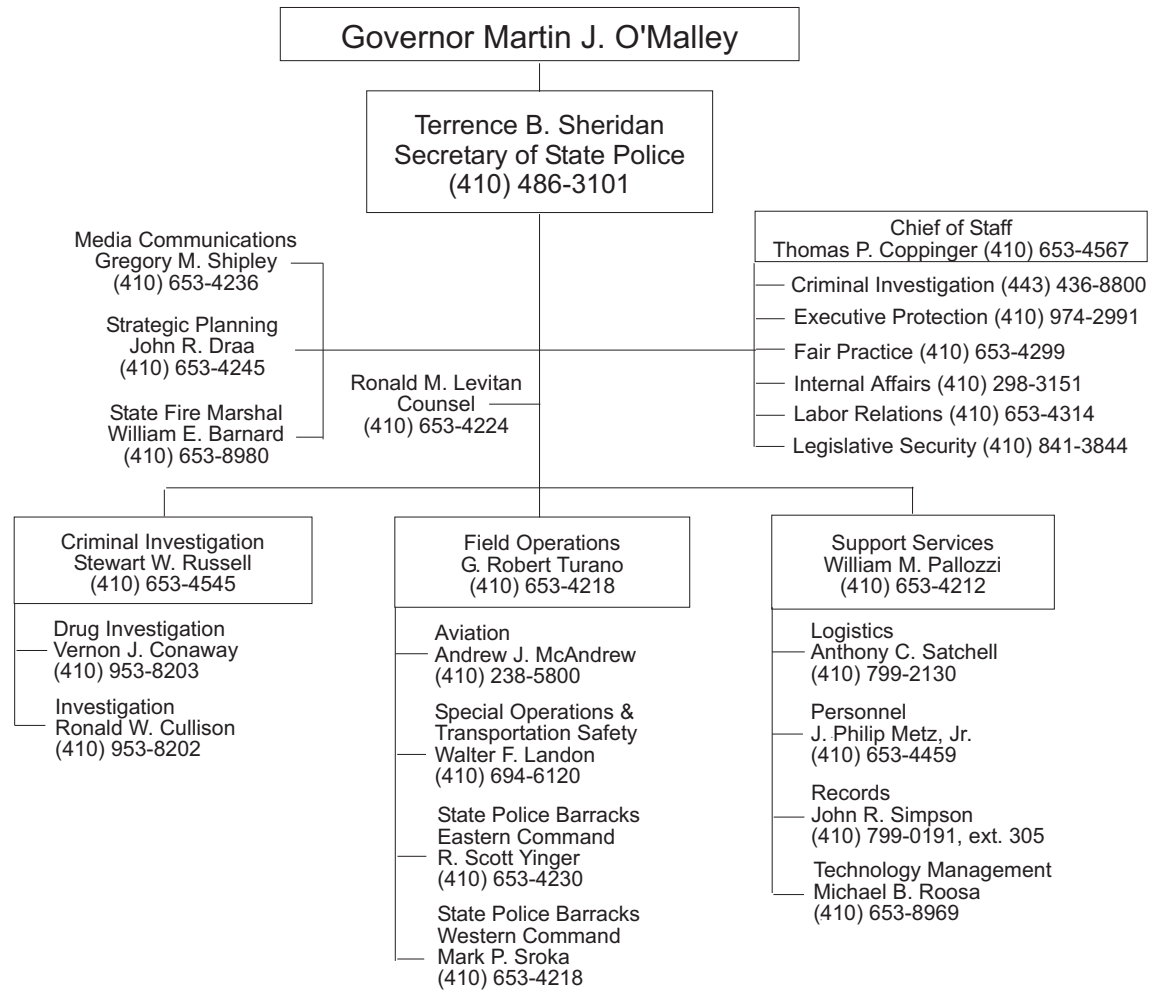 Governor Martin J. O'Malley
Terrence B. Sheridan
Secretary of State Police
(410) 486-3101
Media Communications
Gregory M. Shipley
(410) 653-4236
Strategic Planning
John R. Draa
(410) 653-4245
State Fire Marshal
William E. Barnard
(410) 653-8980
Ronald M. Levitan
Counsel
(410) 653-4224
Chief of Staff
Thomas P. Coppinger (410) 653-4567
Criminal Investigation (443) 436-8800
Executive Protection (410) 974-2991
Fair Practice (410) 653-4299
Internal Affairs (410) 298-3151
Labor Relations (410) 653-4314
Legislative Security (410) 841-3844
Criminal Investigation
Stewart W. Russell
(410) 653-4545
Drug Investigation
Vernon J. Conaway
(410) 953-8203
Investigation
Ronald W. Cullison
(410) 953-8202
Field Operations
G. Robert Turano
(410) 653-4218
Aviation
Andrew J. McAndrew
(410) 238-5800
Special Operations &
Transportation Safety
Walter F. Landon
(410) 694-6120
State Police Barracks
Eastern Command
R. Scott Yinger
(410) 653-4230
State Police Barracks
Western Command
Mark P. Sroka
(410) 653-4218
Support Services
William M. Pallozzi
(410) 653-4212
Logistics
Anthony C. Satchell
(410) 799-2130
Personnel
J. Philip Metz, Jr.
(410) 653-4459
Records
John R. Simpson
(410) 799-0191, ext. 305
Technology Management
Michael B. Roosa
(410) 653-8969